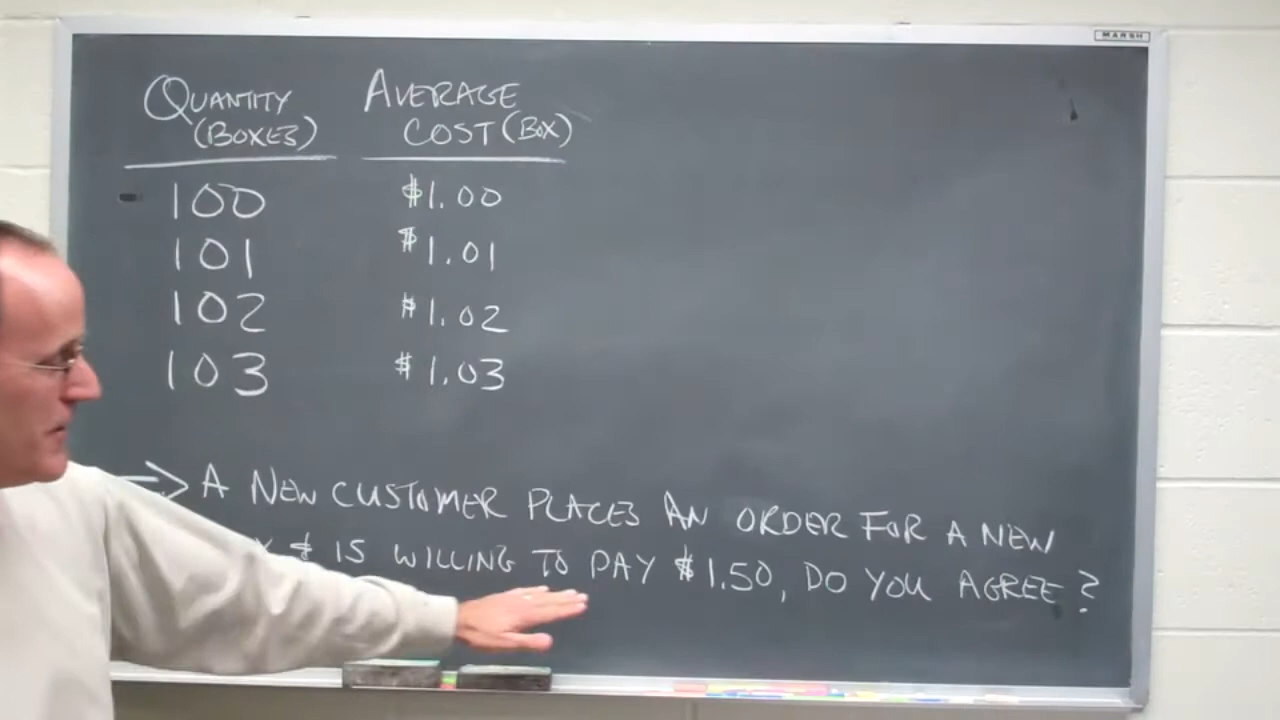 MARSH
QUANTITY (BOXES)
AVERAGE COST (BOX)
100 $1.00
101 $1.01
102 $1.02
103 $1.03
=> A NEW CUSTOMER PLACES AN ORDER FOR A NEW
& IS WILLING TO PAY $1.50, DO YOU AGREE?